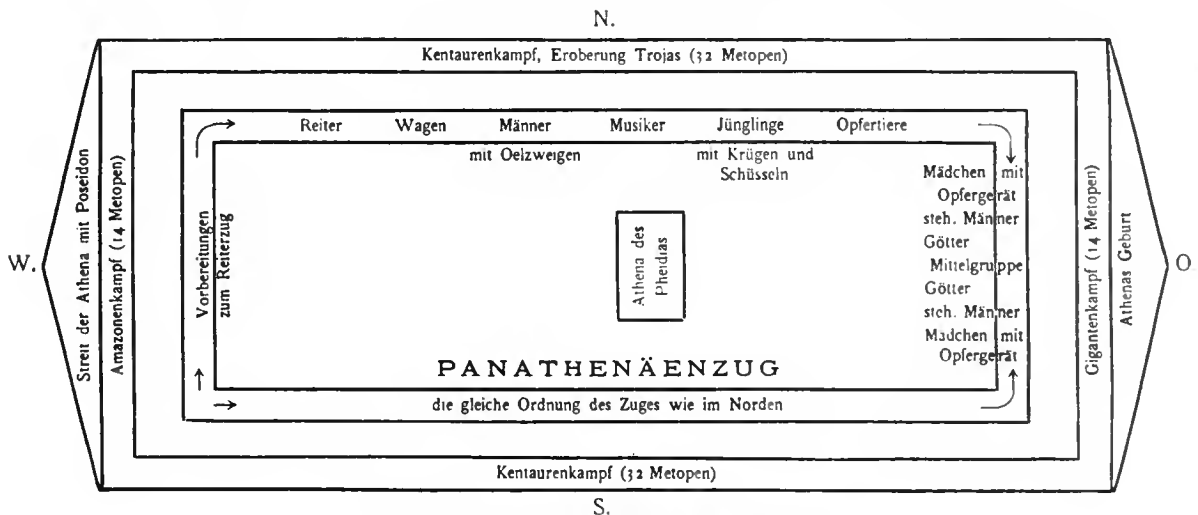 N.
Kentaurenkampf, Eroberung Trojas (32 Metopen)
Reiter Wagen Männer Musiker Jünglinge Opfertiere
mit Oelzweigen mit Krügen und
Schüsseln
W.
Streit der Athena mit Poseidon
Amazonenkampf (14 Metopen)
Vorbereitungen
zum Reiterzug
Athena des
Pheidias
Mädchen mit
Opfergerät
steh. Männer
Götter
Mittelgruppe
Götter
steh. Männer
Mädchen mit
Opfergerät
Gigantenkampf (14 Metopen)
Athenas Geburt
O
PANATHENÄENZUG
die gleiche Ordnung des Zuges wie im Norden
Kentaurenkampf (32 Metopen)
S.